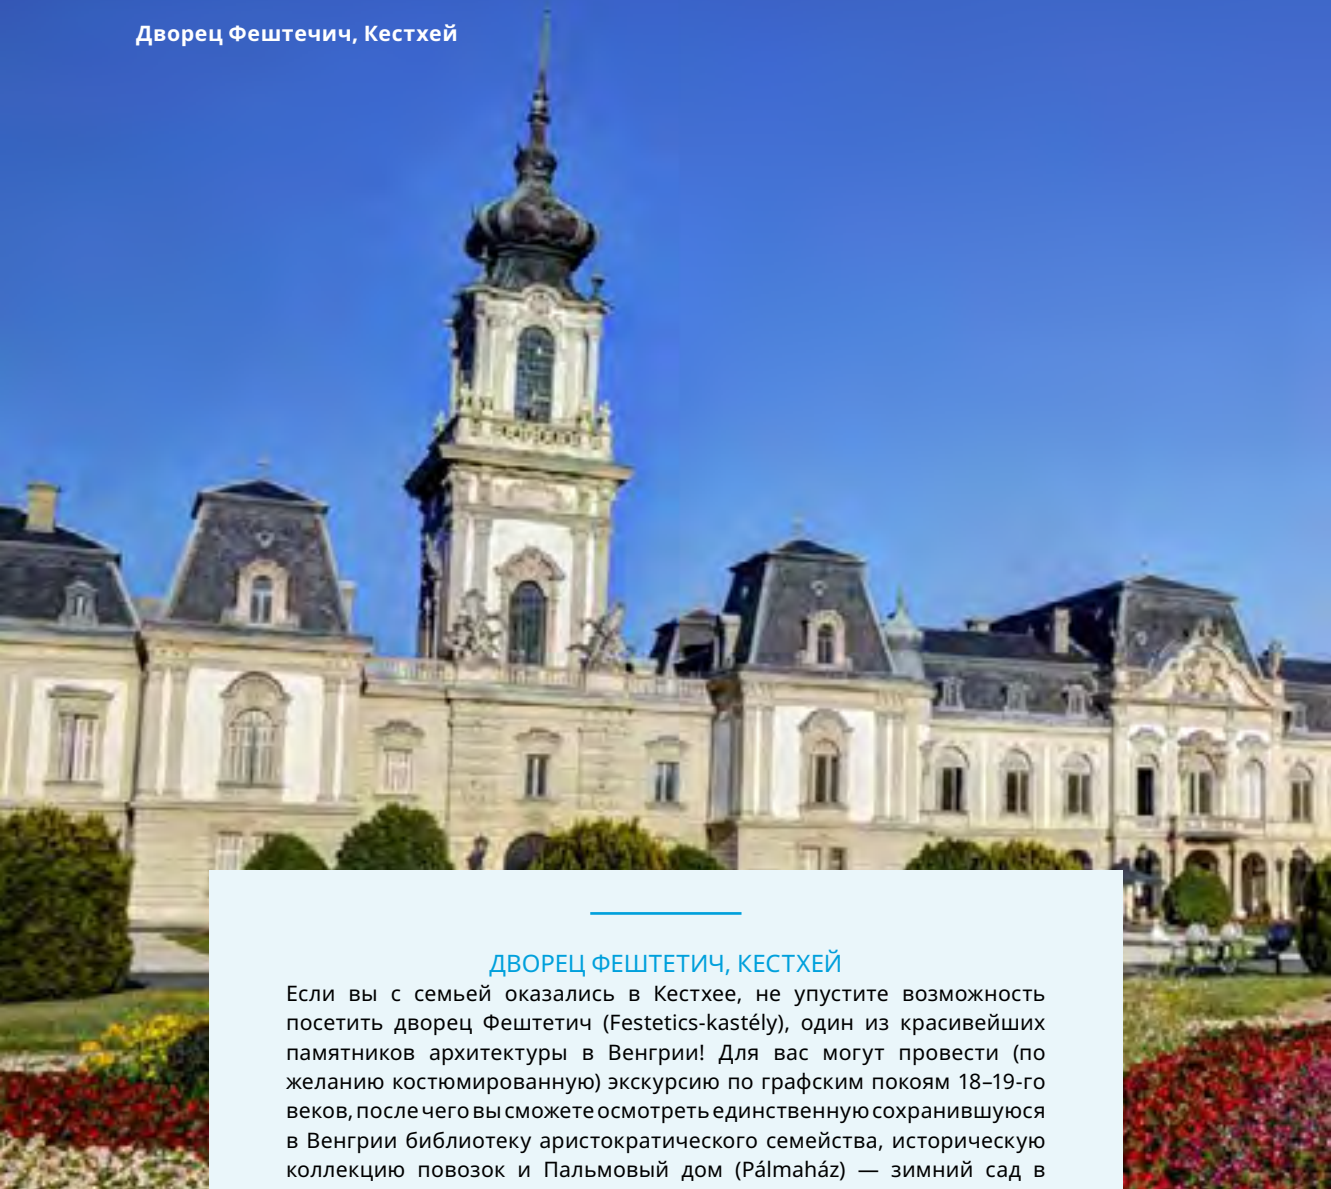 Дворец Фештечич, Кестхей
ДВОРЕЦ ФЕШТЕТИЧ, КЕСТХЕЙ
Если вы с семьей оказались в Кестхее, не упустите возможность
посетить дворец Фештетич (Festetics-kastély), один из красивейших
памятников архитектуры в Венгрии! Для вас могут провести (по
желанию костюмированную) экскурсию по графским покоям 18–19-го
веков, после чего вы сможете осмотреть единственную сохранившуюся
в Венгрии библиотеку аристократического семейства, историческую
коллекцию повозок и Пальмовый дом (Pálmaház) — зимний сад в